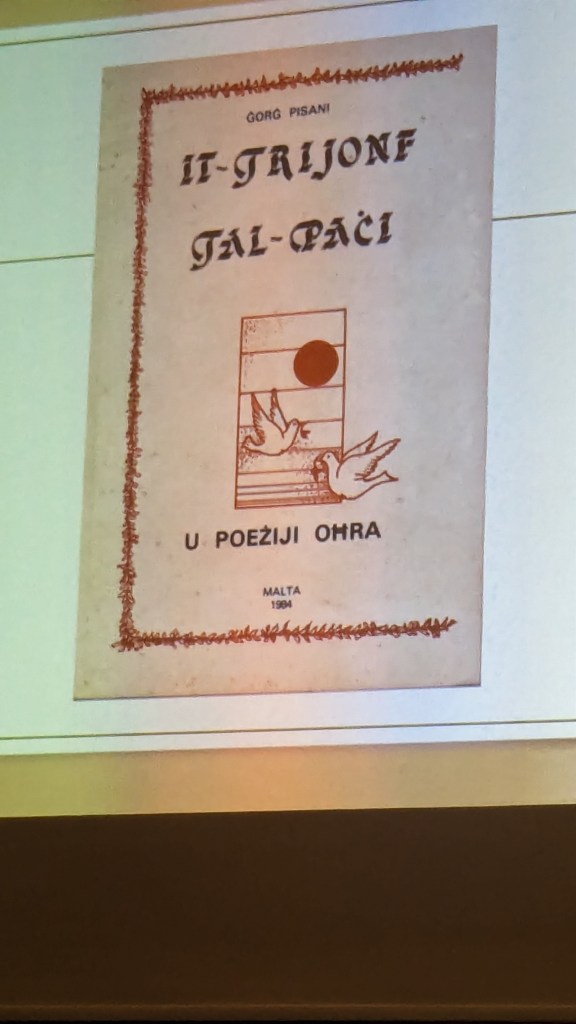 ĠORĠ PISANI
IT-TRIJONF
TAL-PAĊI
U POEŻIJI OĦRA
MALTA
1984